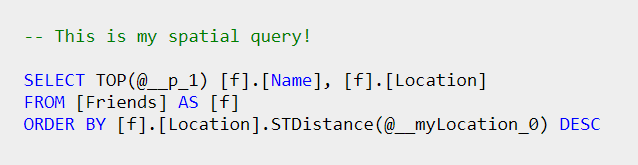 -- This is my spatial query!
SELECT TOP(@__p_1) [f].[Name], [f].[Location]
FROM [Friends] AS [f]
ORDER BY [f].[Location].STDistance(@__myLocation_0) DESC